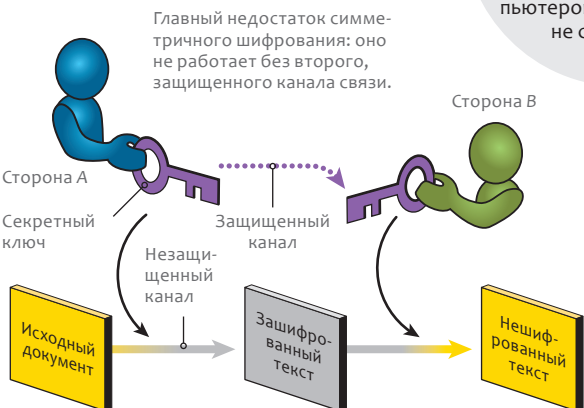 Главный недостаток симме-
тричного шифрования: оно
не работает без второго,
защищенного канала связи.
пьютеро
не с
Сторона B
Сторона A
Секретный
ключ
Защищенный
канал
Незащи-
щенный
канал
Исходный
документ
Зашифро-
ванный
текст
Нешиф-
рованный
текст